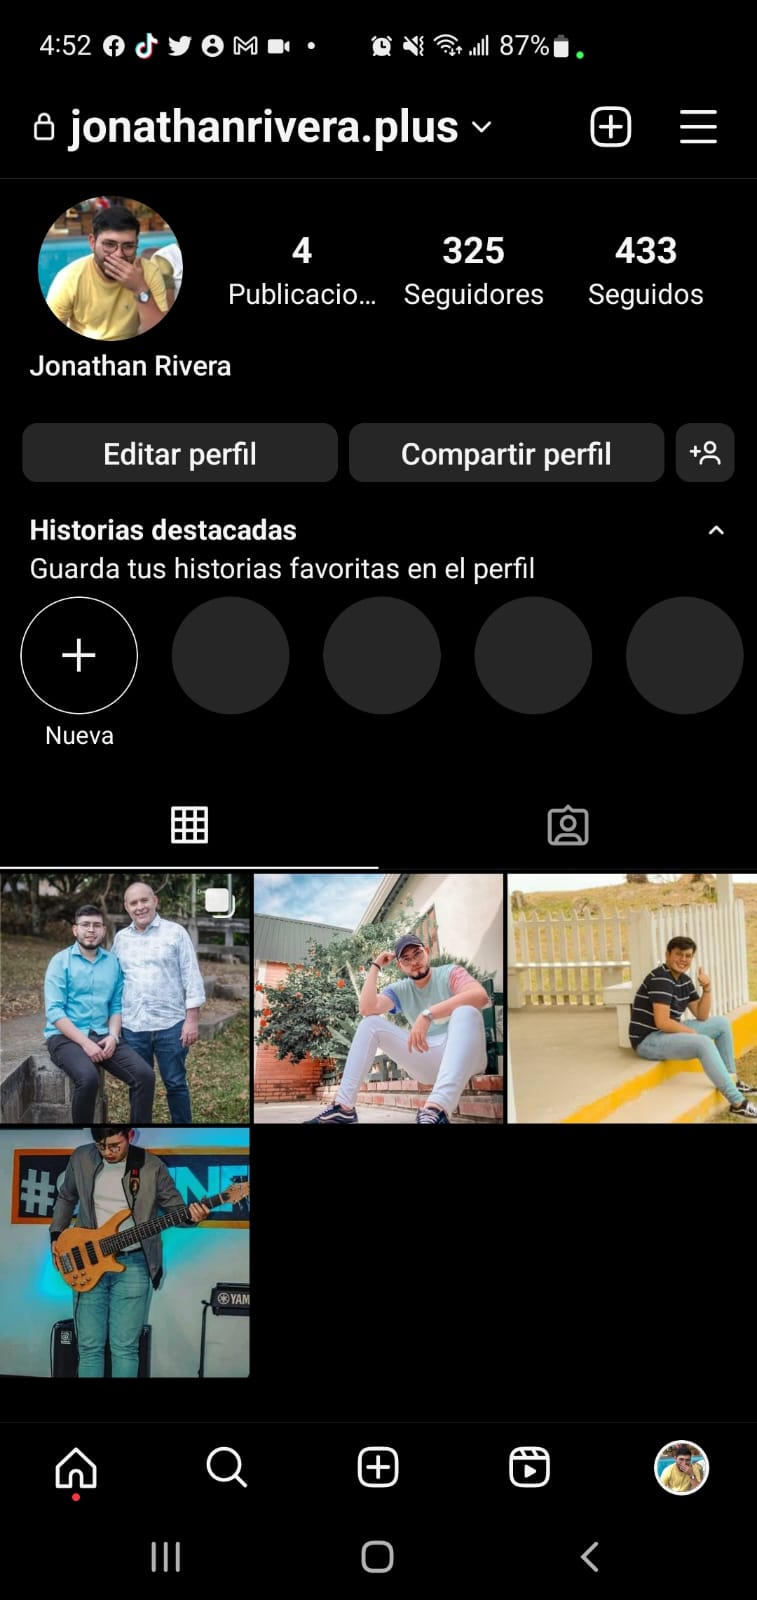 4:52
87%
jonathanrivera.plus
4
325
433
Publicacio...
Seguidores
Seguidos
Jonathan Rivera
Editar perfil
Compartir perfil
Historias destacadas
Guarda tus historias favoritas en el perfil
Nueva
#
YAM